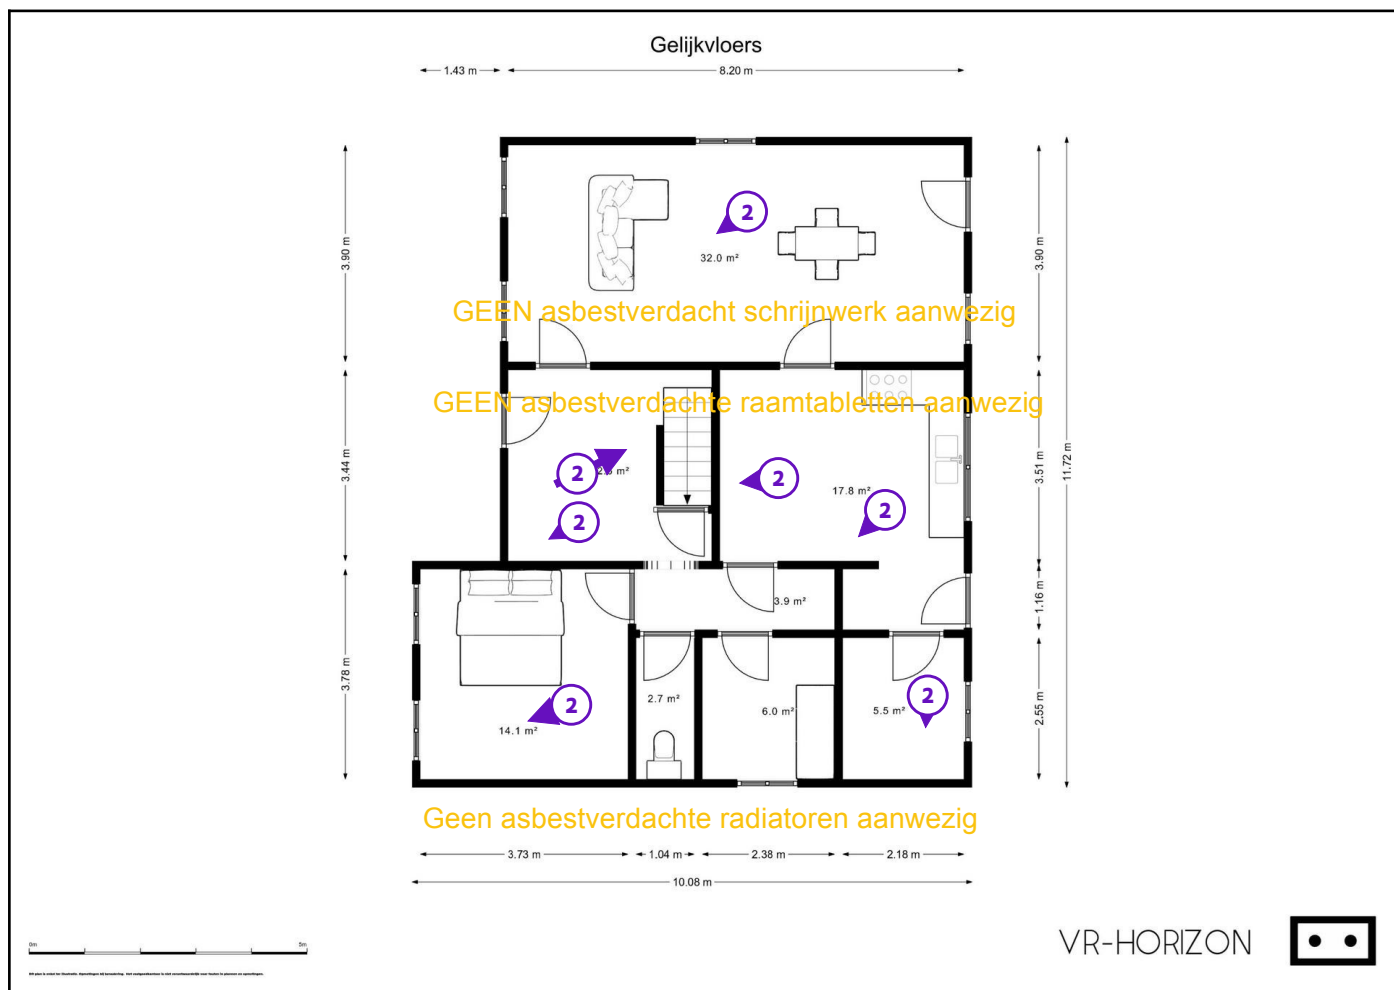 Gelijkvloers
1.43 m
8.20 m
3.90 m
3.90 m
2
32.0 m²
GEEN asbestverdacht schrijnwerk aanwezig
GEEN asbestverdachte raamtabletten aanwezig
3.44 m
3.51 m
11.72 m
2
m²
2
17.8 m²
2
2
3.9 m²
1.16 m
3.78 m
2.7 m²
2
14.1 m²
6.0 m²
5.5 m²
2
2.55 m
Geen asbestverdachte radiatoren aanwezig
3.73 m
1.04 m
2.38 m
2.18 m
10.08 m
VR-HORIZON
0m
5m